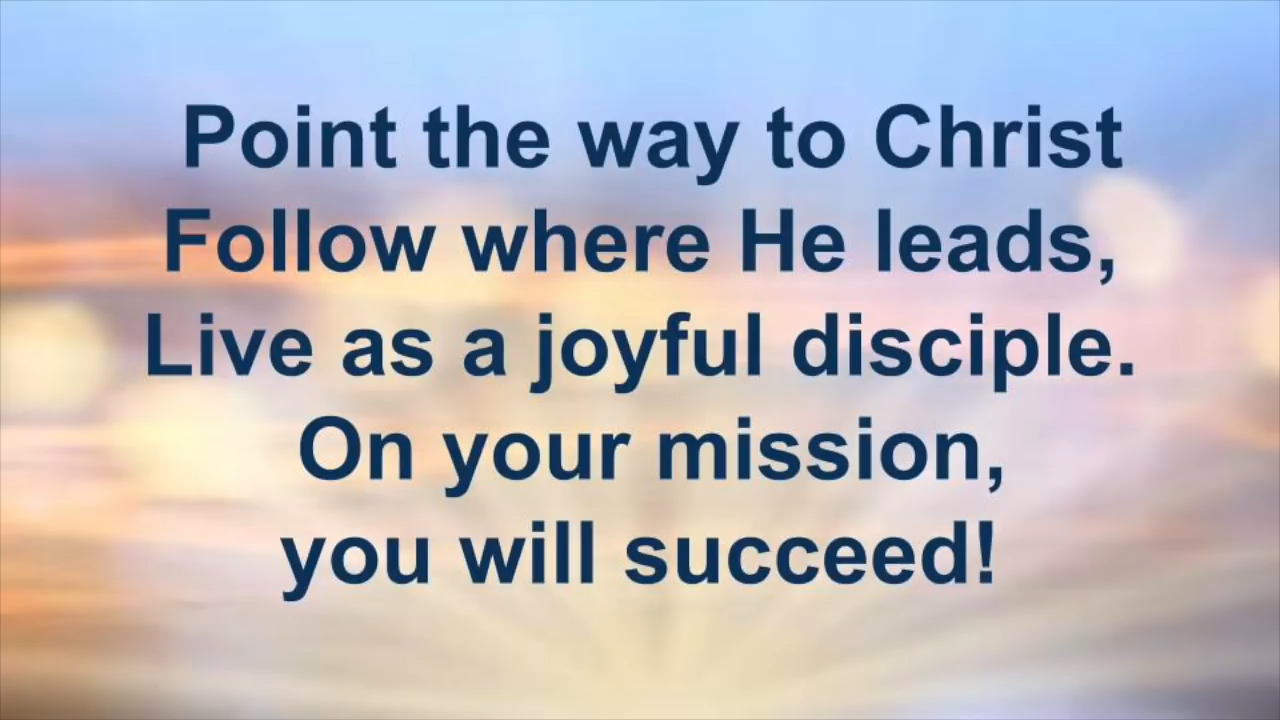 Point the way to Christ
Follow where He leads,
Live as a joyful disciple.
On your mission,
you will succeed!